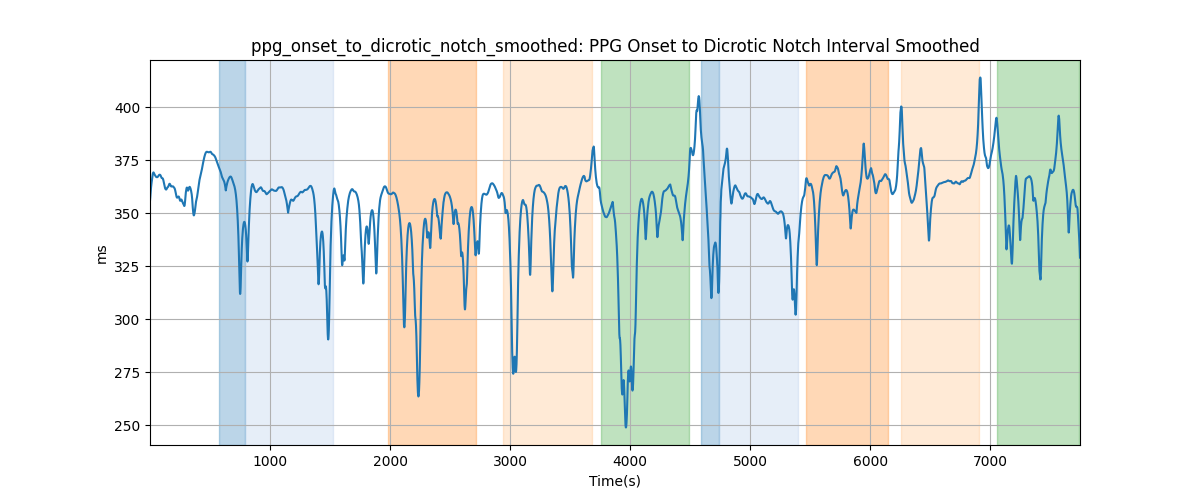 ppg_onset_to_dicrotic_notch_smoothed: PPG Onset to Dicrotic Notch Interval Smoothed
400
375
350
325
300
275
250
ms
1000 2000 3000 4000 5000 6000 7000
Time(s)